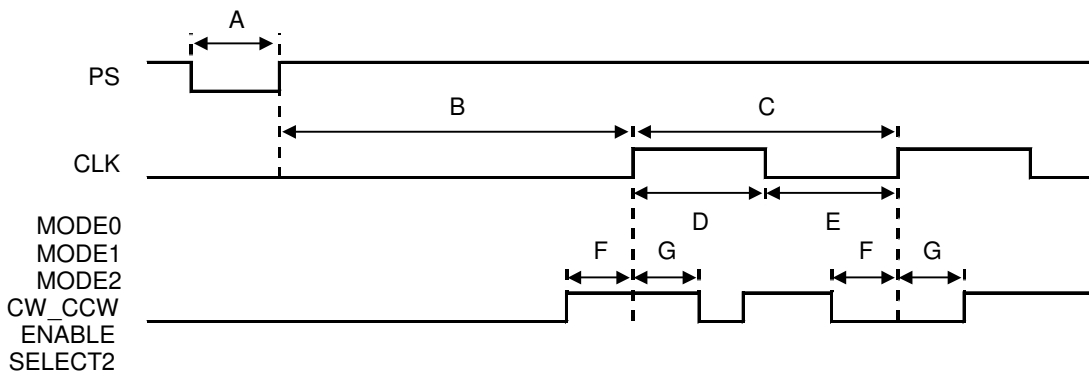 A
PS
B
C
CLK
D
E
MODE0
MODE1
F
G
F
G
MODE2
CW_CCW
ENABLE
SELECT2